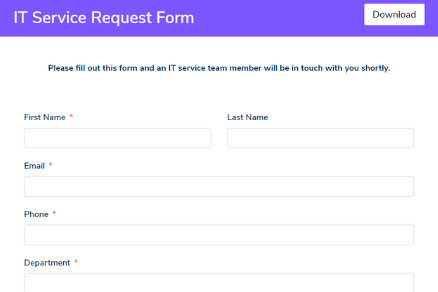 IT Service Request Form
Download
Please fill out this form and an IT service team member will be in touch with you shortly.
First Name *
Last Name
Email *
Phone *
Department *